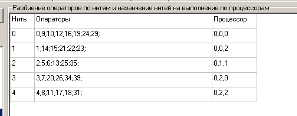 Разбиение операторов по нитям и назначение нитей на выполнение по процессорам
Нить Операторы Процессор
0 0,9,10,12,16,19;24;29; 0,0,0
1 1;14;15;21;22;23; 0,0,2
2 2;5;6;13;25;35; 0,1,1
3 3,7,20;26,34,39; 0,2,0
4 4,8,11,17,18,31; 0,2,2